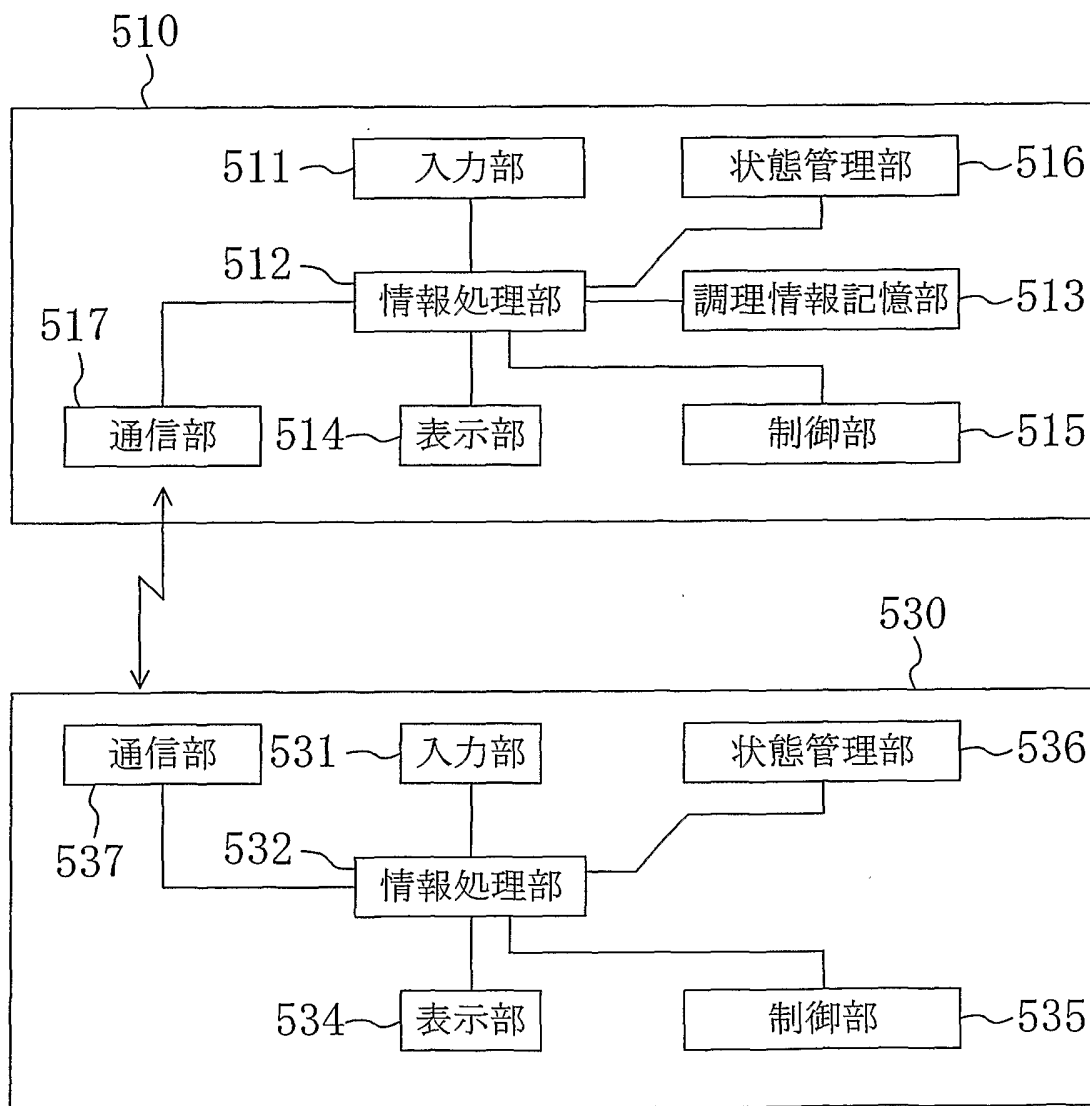 510
511 入力部 状態管理部 516
512 情報処理部 調理情報記憶部 513
517 通信部 514 表示部 制御部 515
530
通信部 531 入力部 状態管理部 536
537 532 情報処理部
534 表示部 制御部 535